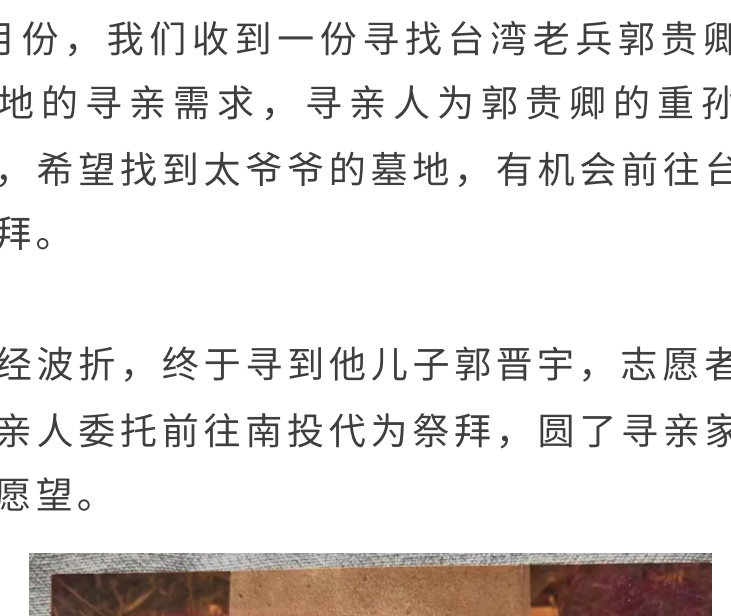 月份，我们收到一份寻找台湾老兵郭贵卿
地的寻亲需求，寻亲人为郭贵卿的重孙
，希望找到太爷爷的墓地，有机会前往台
拜。
经波折，终于寻到他儿子郭晋宇，志愿者
亲人委托前往南投代为祭拜，圆了寻亲家
愿望。